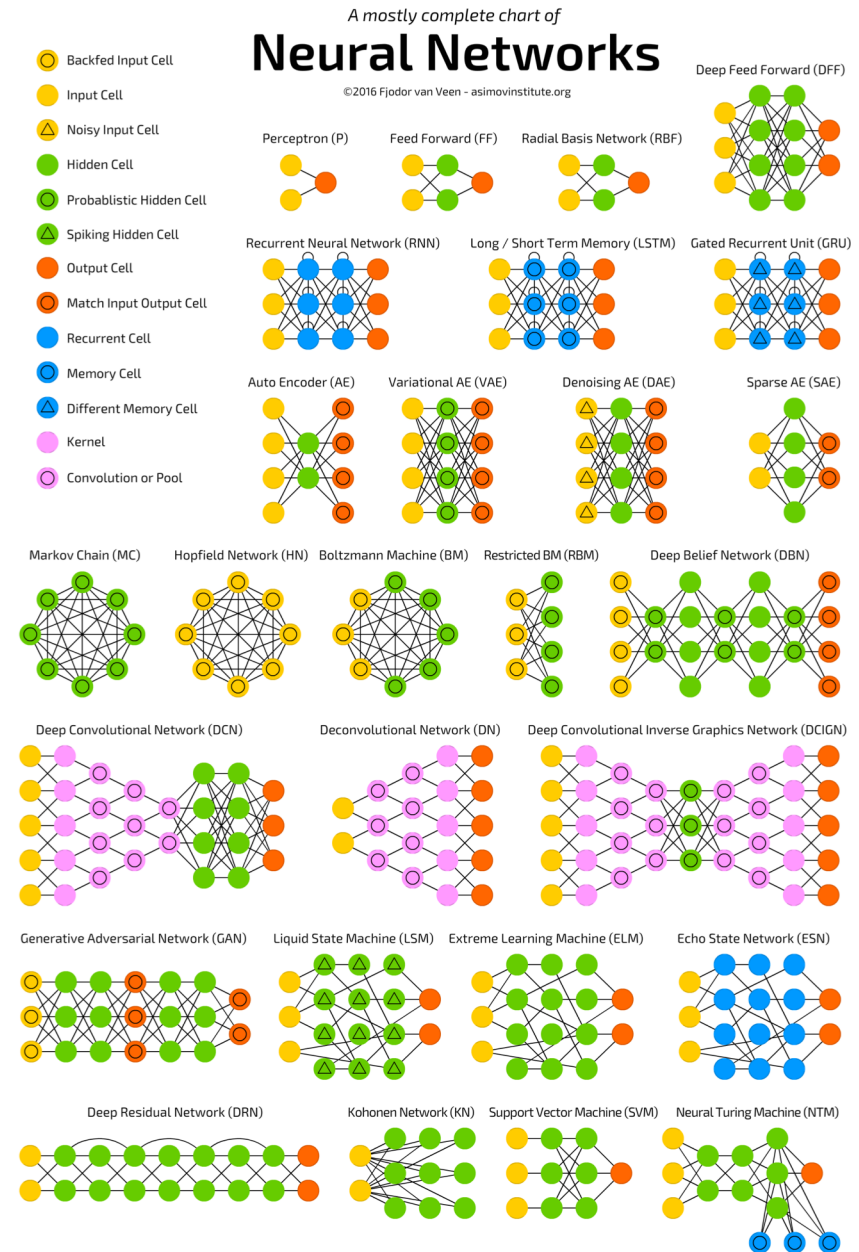 A mostly complete chart of
Neural Networks
©2016 Fjodor van Veen - asimovinstitute.org
Backfed Input Cell
Input Cell
Noisy Input Cell
Hidden Cell
Probablistic Hidden Cell
Spiking Hidden Cell
Output Cell
Match Input Output Cell
Recurrent Cell
Memory Cell
Different Memory Cell
Kernel
Convolution or Pool
Deep Feed Forward (DFF)
Perceptron (P)
Feed Forward (FF)
Radial Basis Network (RBF)
Recurrent Neural Network (RNN)
Long / Short Term Memory (LSTM)
Gated Recurrent Unit (GRU)
Auto Encoder (AE)
Variational AE (VAE)
Denoising AE (DAE)
Sparse AE (SAE)
Markov Chain (MC)
Hopfield Network (HN)
Boltzmann Machine (BM)
Restricted BM (RBM)
Deep Belief Network (DBN)
Deep Convolutional Network (DCN)
Deconvolutional Network (DN)
Deep Convolutional Inverse Graphics Network (DCIGN)
Generative Adversarial Network (GAN)
Liquid State Machine (LSM)
Extreme Learning Machine (ELM)
Echo State Network (ESN)
Deep Residual Network (DRN)
Kohonen Network (KN)
Support Vector Machine (SVM)
Neural Turing Machine (NTM)